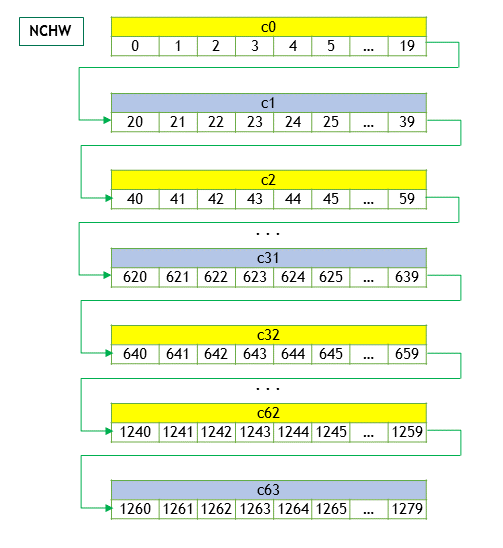 NCHW
c0
0 1 2 3 4 5 ... 19
c1
20 21 22 23 24 25 ... 39
c2
40 41 42 43 44 45 ... 59
...
c31
620 621 622 623 624 625 ... 639
c32
640 641 642 643 644 645 ... 659
...
c62
1240 1241 1242 1243 1244 1245 ... 1259
c63
1260 1261 1262 1263 1264 1265 ... 1279